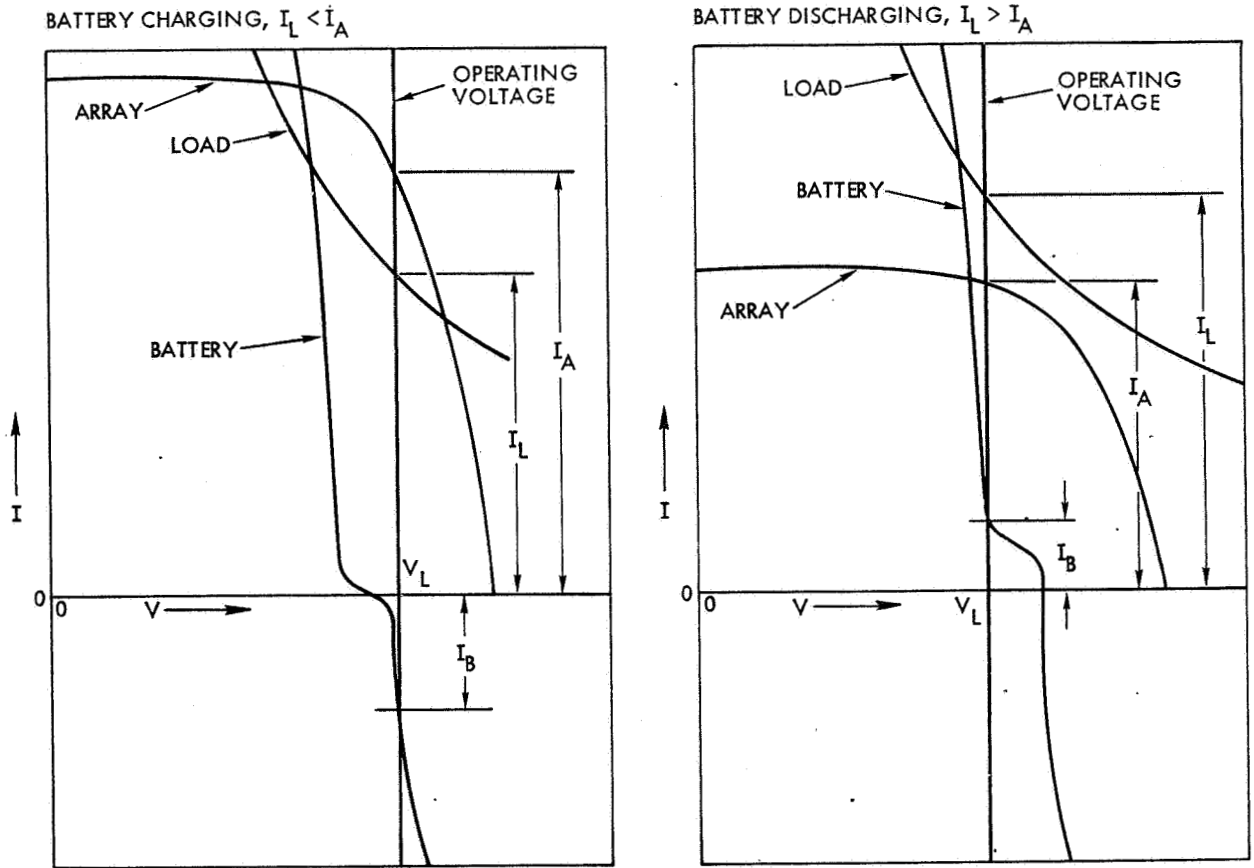 BATTERY CHARGING, I_L < I_A
OPERATING
VOLTAGE
ARRAY
LOAD
BATTERY
I_A
I_L
I
V_L
0
0
V
I_B
BATTERY DISCHARGING, I_L > I_A
LOAD
OPERATING
VOLTAGE
BATTERY
ARRAY
I_L
I_A
I
I_B
0
0
V
V_L